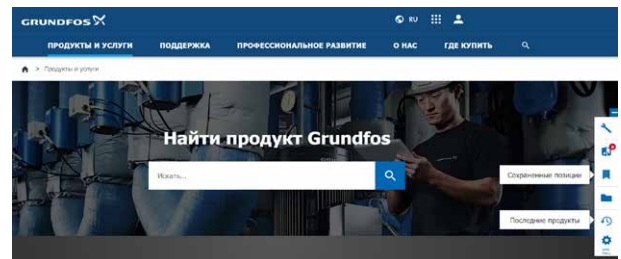 GRUNDFOS
RU
ПРОДУКТЫ И УСЛУГИ ПОДДЕРЖКА ПРОФЕССИОНАЛЬНОЕ РАЗВИТИЕ О НАС ГДЕ КУПИТЬ
> Продукты и услуги
Найти продукт Grundfos
Искать...
Сохраненные позиции
Последние продукты